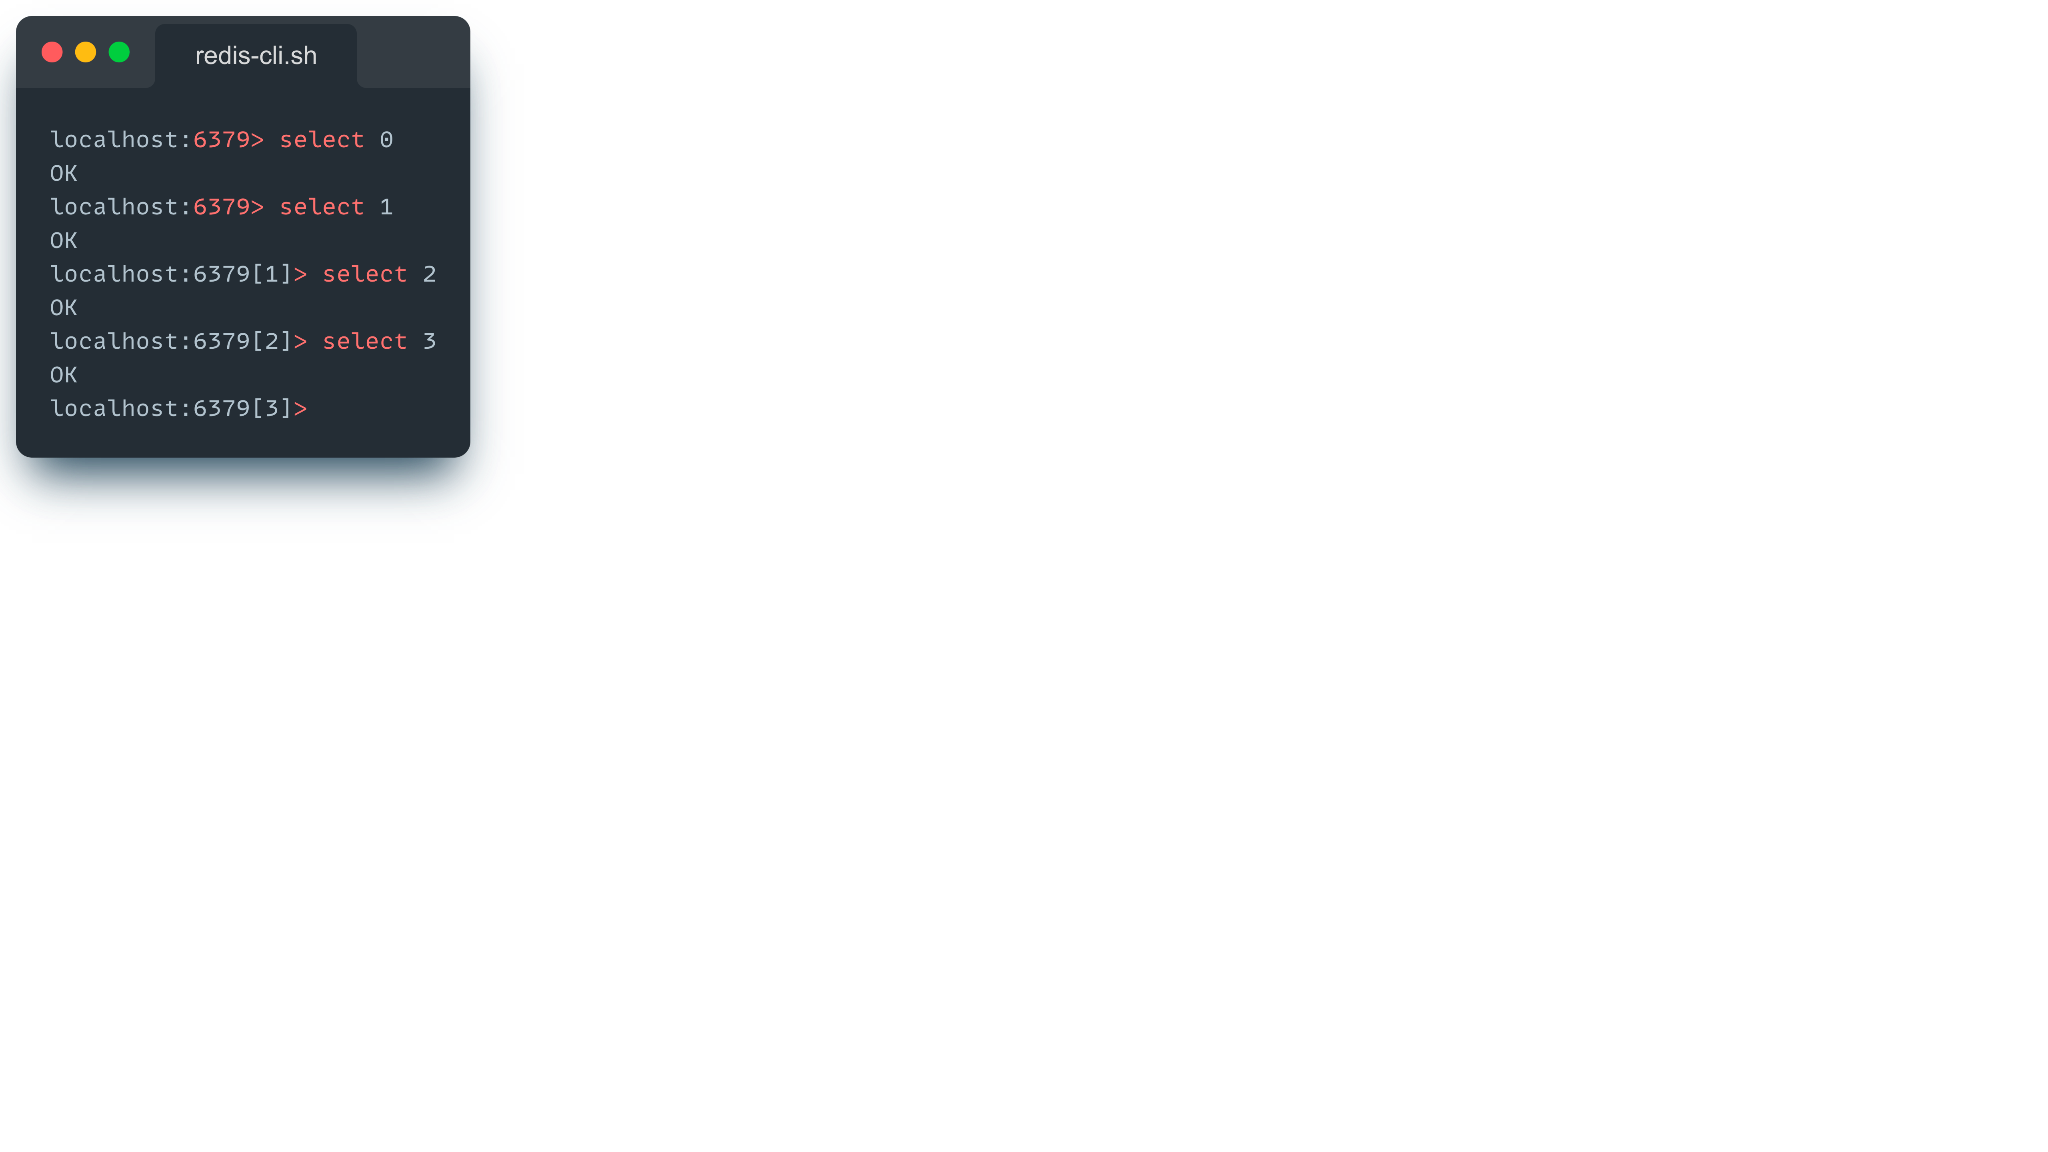 redis-cli.sh
localhost:6379> select 0
OK
localhost:6379> select 1
OK
localhost:6379[1]> select 2
OK
localhost:6379[2]> select 3
OK
localhost:6379[3]>